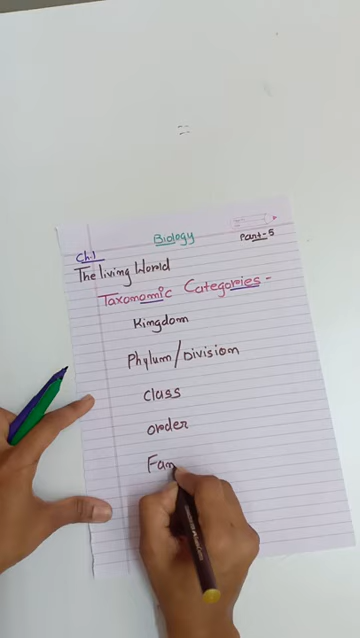 Biology
Part-5
Ch.1
The living World
Taxonomic Categories -
Kingdom
Phylum/Division
Class
order
Fam